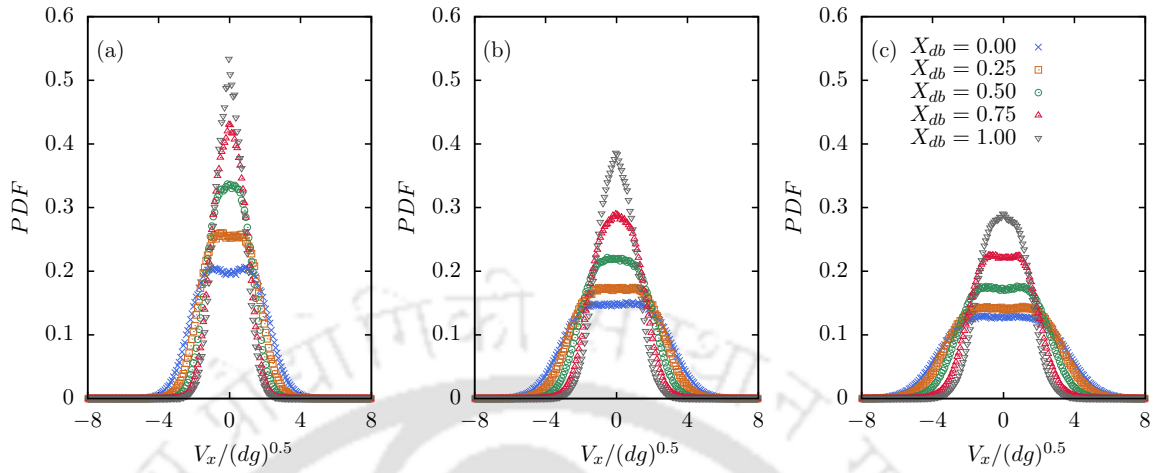 (a)
0.6
0.5
0.4
0.3
0.2
0.1
0
PDF
−8 −4 0 4 8
V_x/(dg)^0.5
(b)
0.6
0.5
0.4
0.3
0.2
0.1
0
PDF
−8 −4 0 4 8
V_x/(dg)^0.5
(c)
X_db = 0.00
X_db = 0.25
X_db = 0.50
X_db = 0.75
X_db = 1.00
0.6
0.5
0.4
0.3
0.2
0.1
0
PDF
−8 −4 0 4 8
V_x/(dg)^0.5